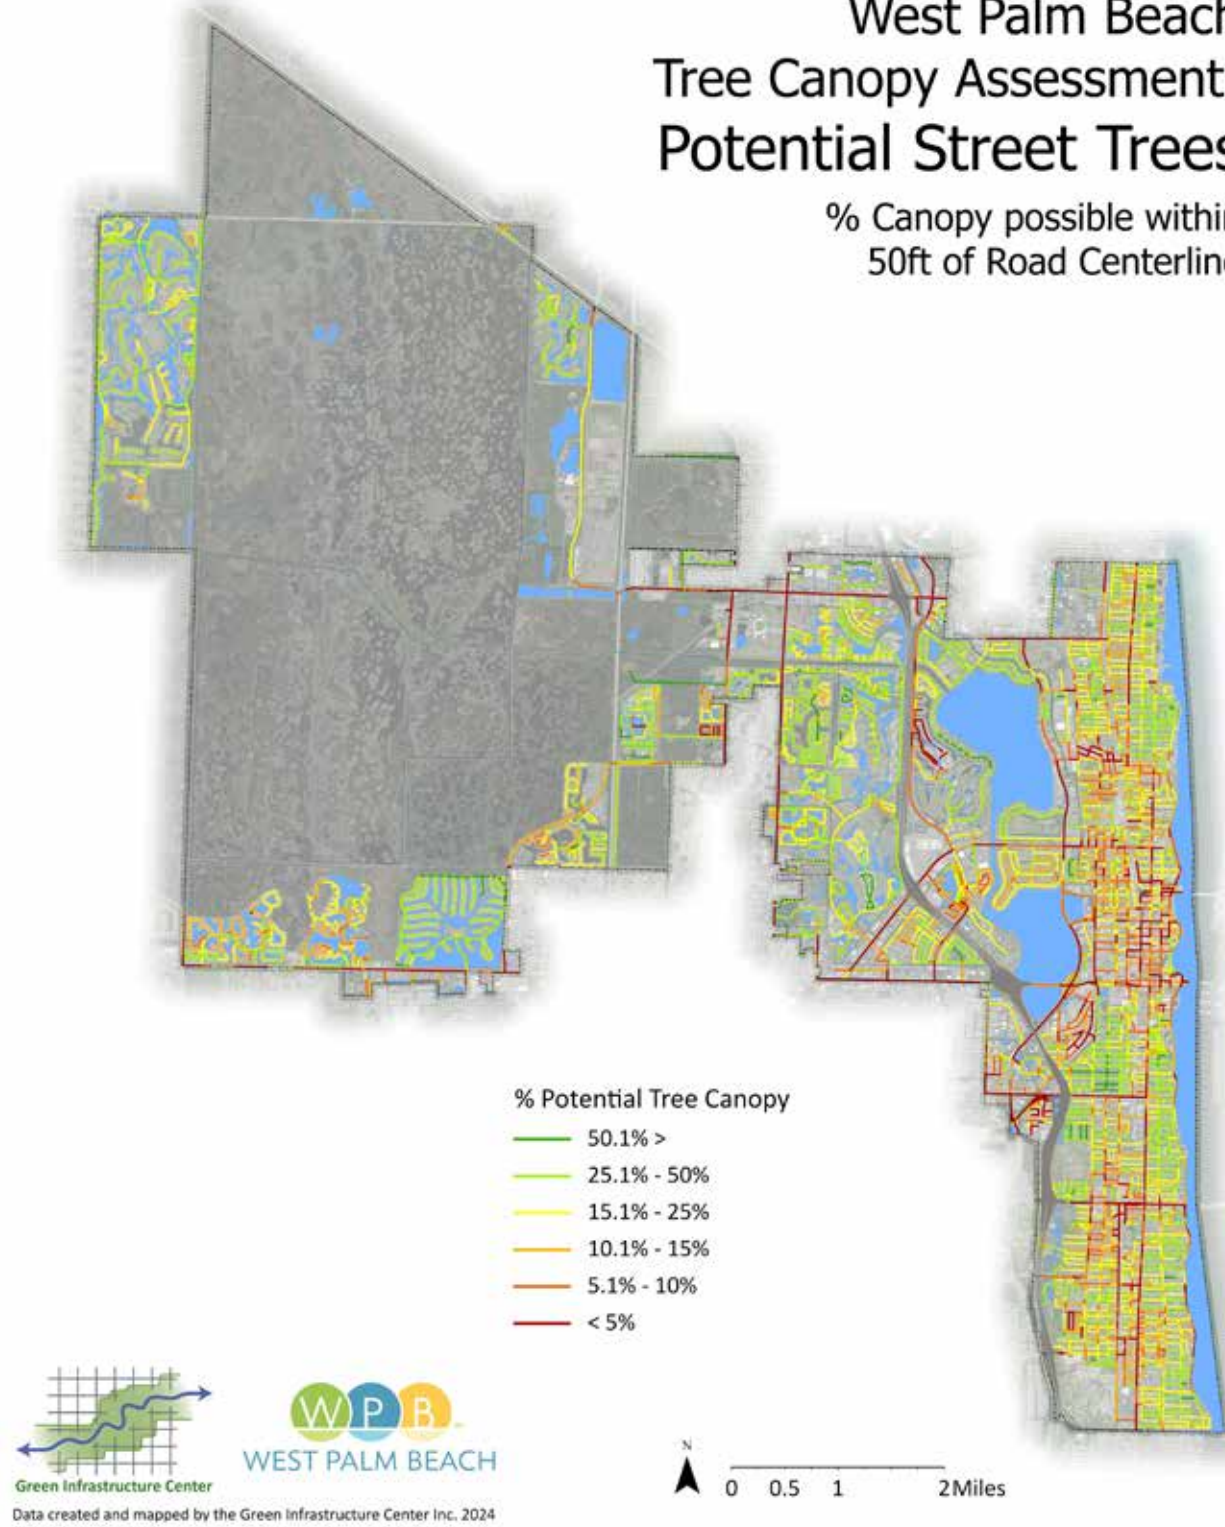 West Palm Beach
Tree Canopy Assessment:
Potential Street Trees
% Canopy possible within
50ft of Road Centerline
% Potential Tree Canopy
50.1% >
25.1% - 50%
15.1% - 25%
10.1% - 15%
5.1% - 10%
< 5%
Green Infrastructure Center
WPB
WEST PALM BEACH
N
0 0.5 1 2Miles
Data created and mapped by the Green Infrastructure Center Inc. 2024